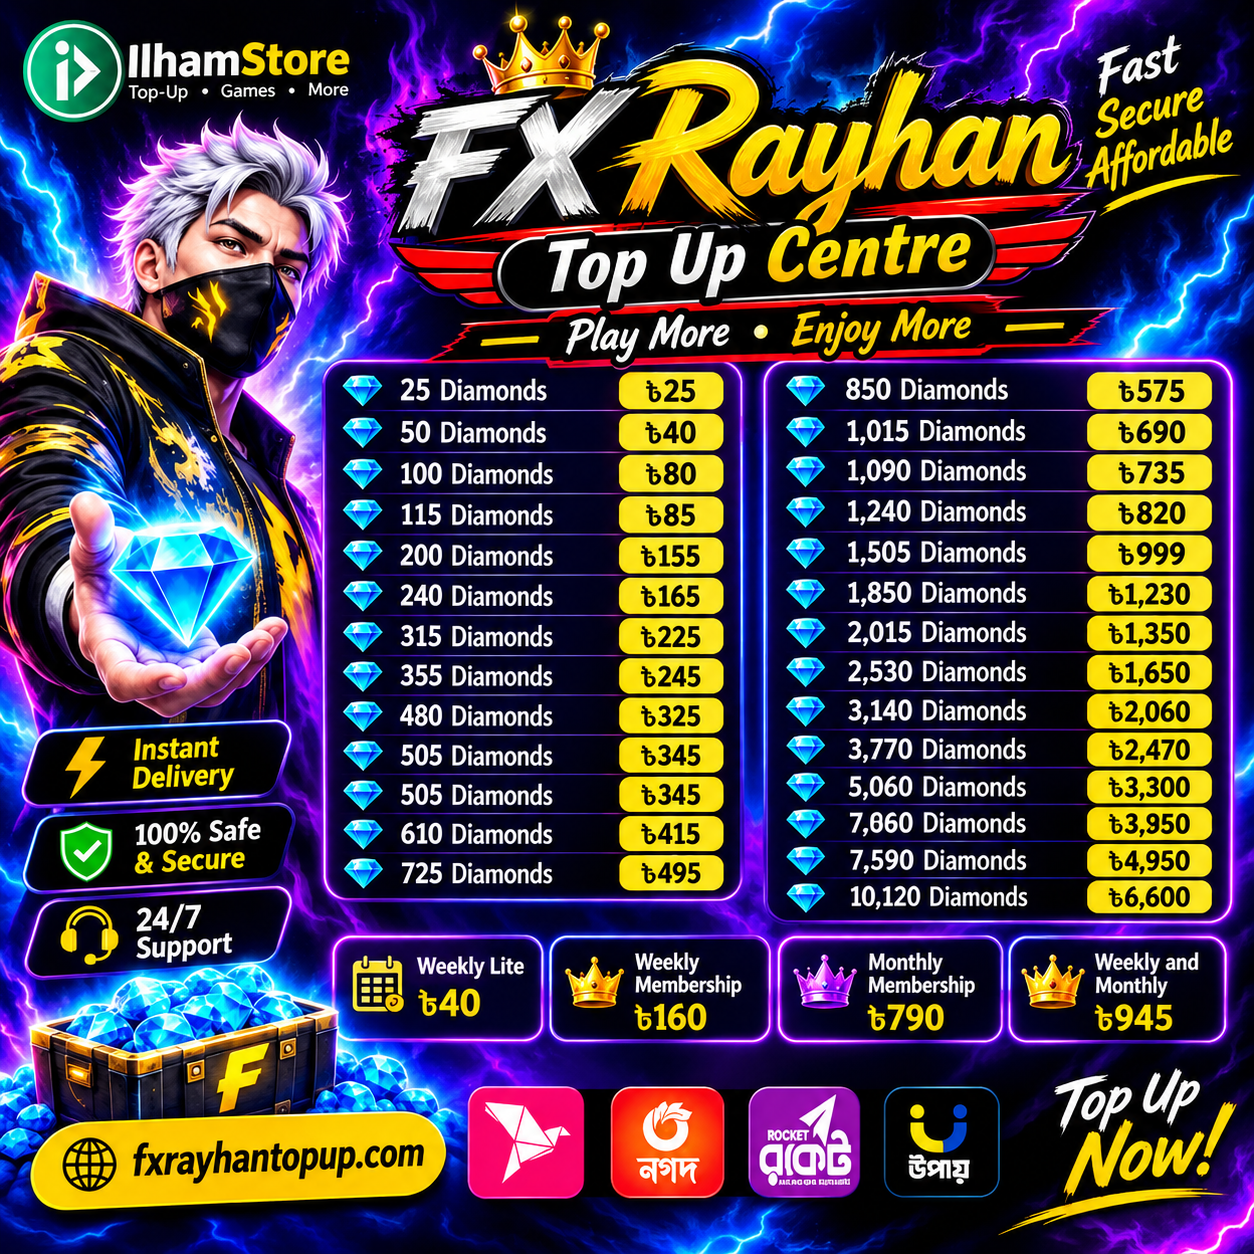 IlhamStore
Top-Up • Games • More
FX Rayhan
Top Up Centre
Play More • Enjoy More
Fast
Secure
Affordable
25 Diamonds ৳25
50 Diamonds ৳40
100 Diamonds ৳80
115 Diamonds ৳85
200 Diamonds ৳155
240 Diamonds ৳165
315 Diamonds ৳225
355 Diamonds ৳245
480 Diamonds ৳325
505 Diamonds ৳345
505 Diamonds ৳345
610 Diamonds ৳415
725 Diamonds ৳495
850 Diamonds ৳575
1,015 Diamonds ৳690
1,090 Diamonds ৳735
1,240 Diamonds ৳820
1,505 Diamonds ৳999
1,850 Diamonds ৳1,230
2,015 Diamonds ৳1,350
2,530 Diamonds ৳1,650
3,140 Diamonds ৳2,060
3,770 Diamonds ৳2,470
5,060 Diamonds ৳3,300
Diamonds ৳3,950
7,590 Diamonds ৳4,950
10,120 Diamonds ৳6,600
Instant
Delivery
100% Safe
& Secure
24/7
Support
Weekly Lite
৳40
Weekly
Membership
৳160
Monthly
Membership
৳790
Weekly and
Monthly
৳945
F
fxrayhantopup.com
নগদ
ROCKET
রকেট
উপায়
Top Up
Now!